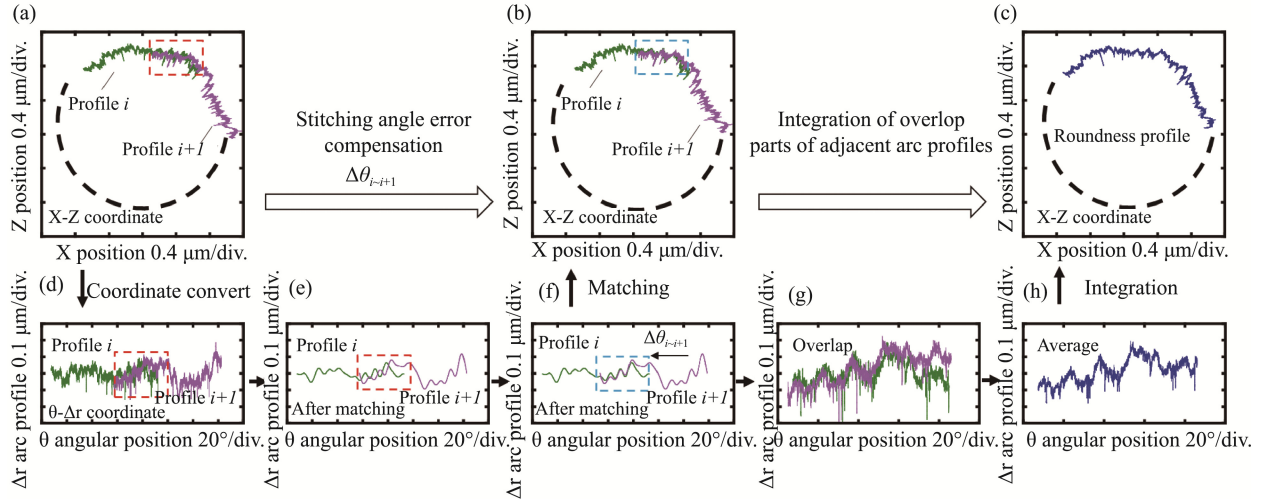 (a)
(b)
(c)
Z position 0.4 μm/div.
Profile i
Profile i+1
X-Z coordinate
X position 0.4 μm/div.
Stitching angle error
compensation
Δθi~i+1
Z position 0.4 μm/div.
Profile i
Profile i+1
X-Z coordinate
X position 0.4 μm/div.
Integration of overlop
parts of adjacent arc profiles
Z position 0.4 μm/div.
Roundness profile
X-Z coordinate
X position 0.4 μm/div.
Coordinate convert
Matching
Integration
(d)
Δr arc profile 0.1 μm/div.
Profile i
Profile i+1
θ-Δr coordinate
θ angular position 20°/div.
(e)
Δr arc profile 0.1 μm/div.
Profile i
Profile i+1
After matching
θ angular position 20°/div.
(f)
Δr arc profile 0.1 μm/div.
Profile i
Δθi~i+1
Profile i+1
After matching
θ angular position 20°/div.
(g)
Δr arc profile 0.1 μm/div.
Overlap
θ angular position 20°/div.
(h)
Δr arc profile 0.1 μm/div.
Average
θ angular position 20°/div.